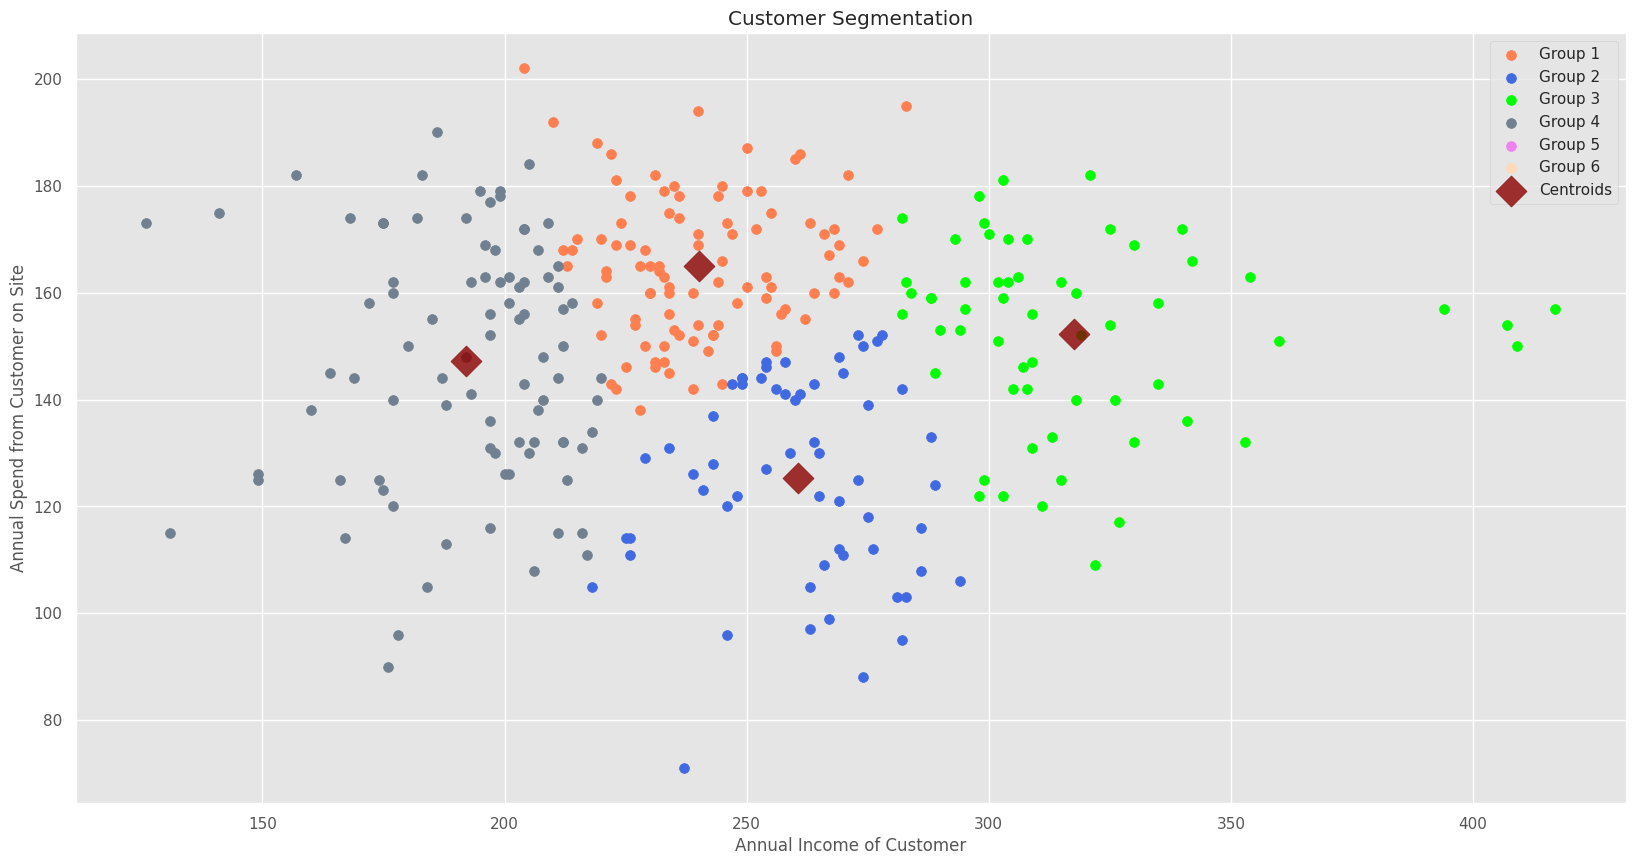 Customer Segmentation
Group 1
Group 2
Group 3
Group 4
Group 5
Group 6
Centroids
Annual Spend from Customer on Site
200
180
160
140
120
100
80
150
200
250
300
350
400
Annual Income of Customer